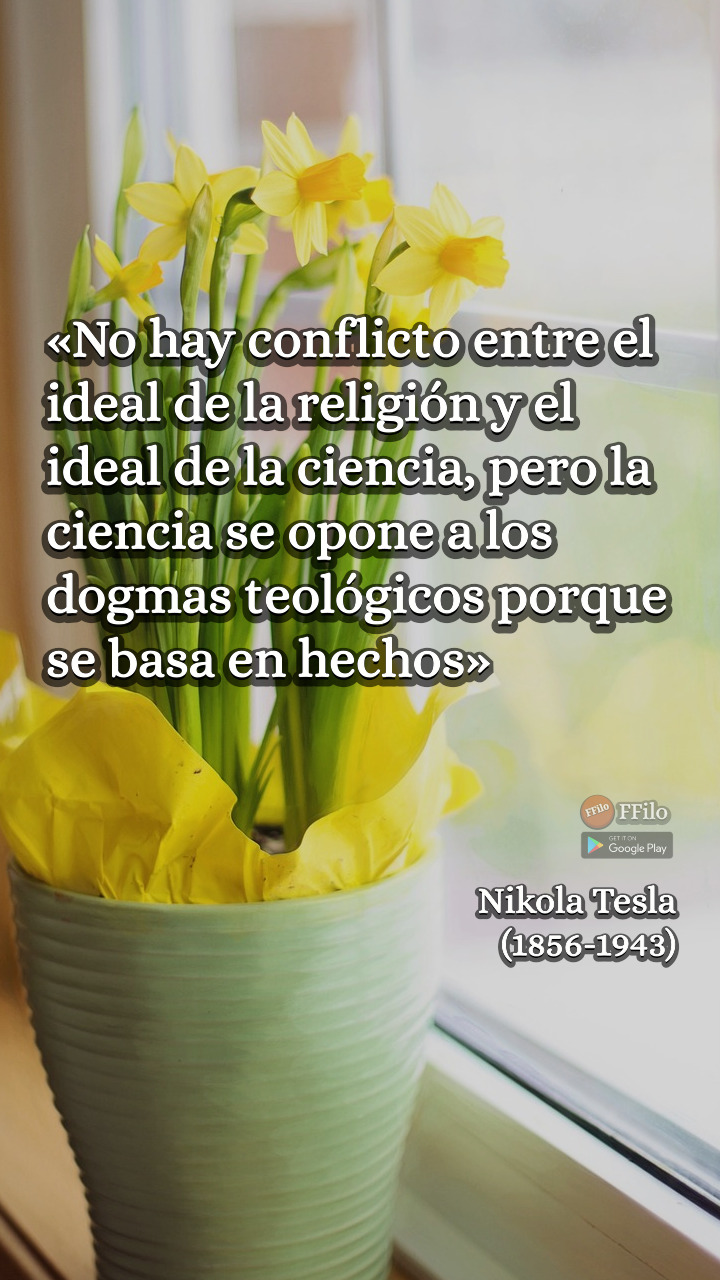 «No hay conflicto entre el
ideal de la religión y el
ideal de la ciencia, pero la
ciencia se opone a los
dogmas teológicos porque
se basa en hechos»
FFilo FFilo
GET IT ON
Google Play
Nikola Tesla
(1856-1943)